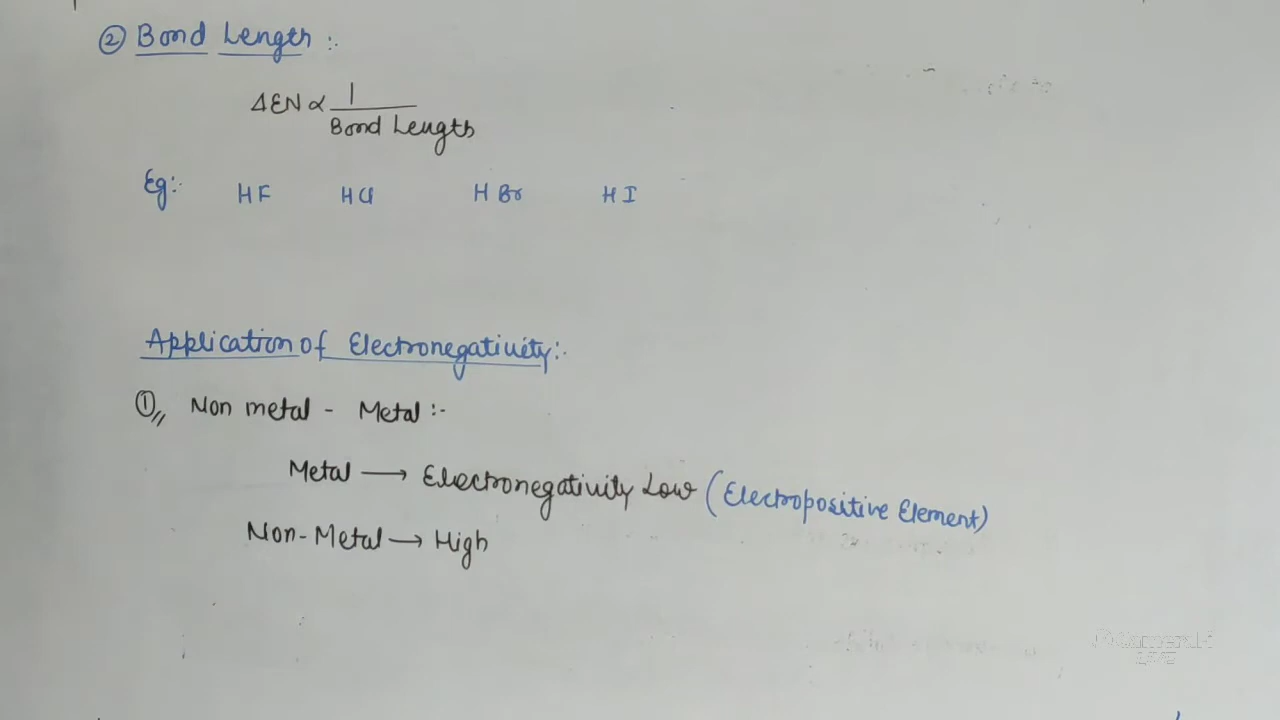 ② Bond Length :-
ΔEN ∝ 1 / Bond Length
Eg:- HF HCl HBr HI
Application of Electronegativity:-
①,, Non metal - Metal :-
Metal → Electronegativity Low (Electropositive Element)
Non-Metal → High